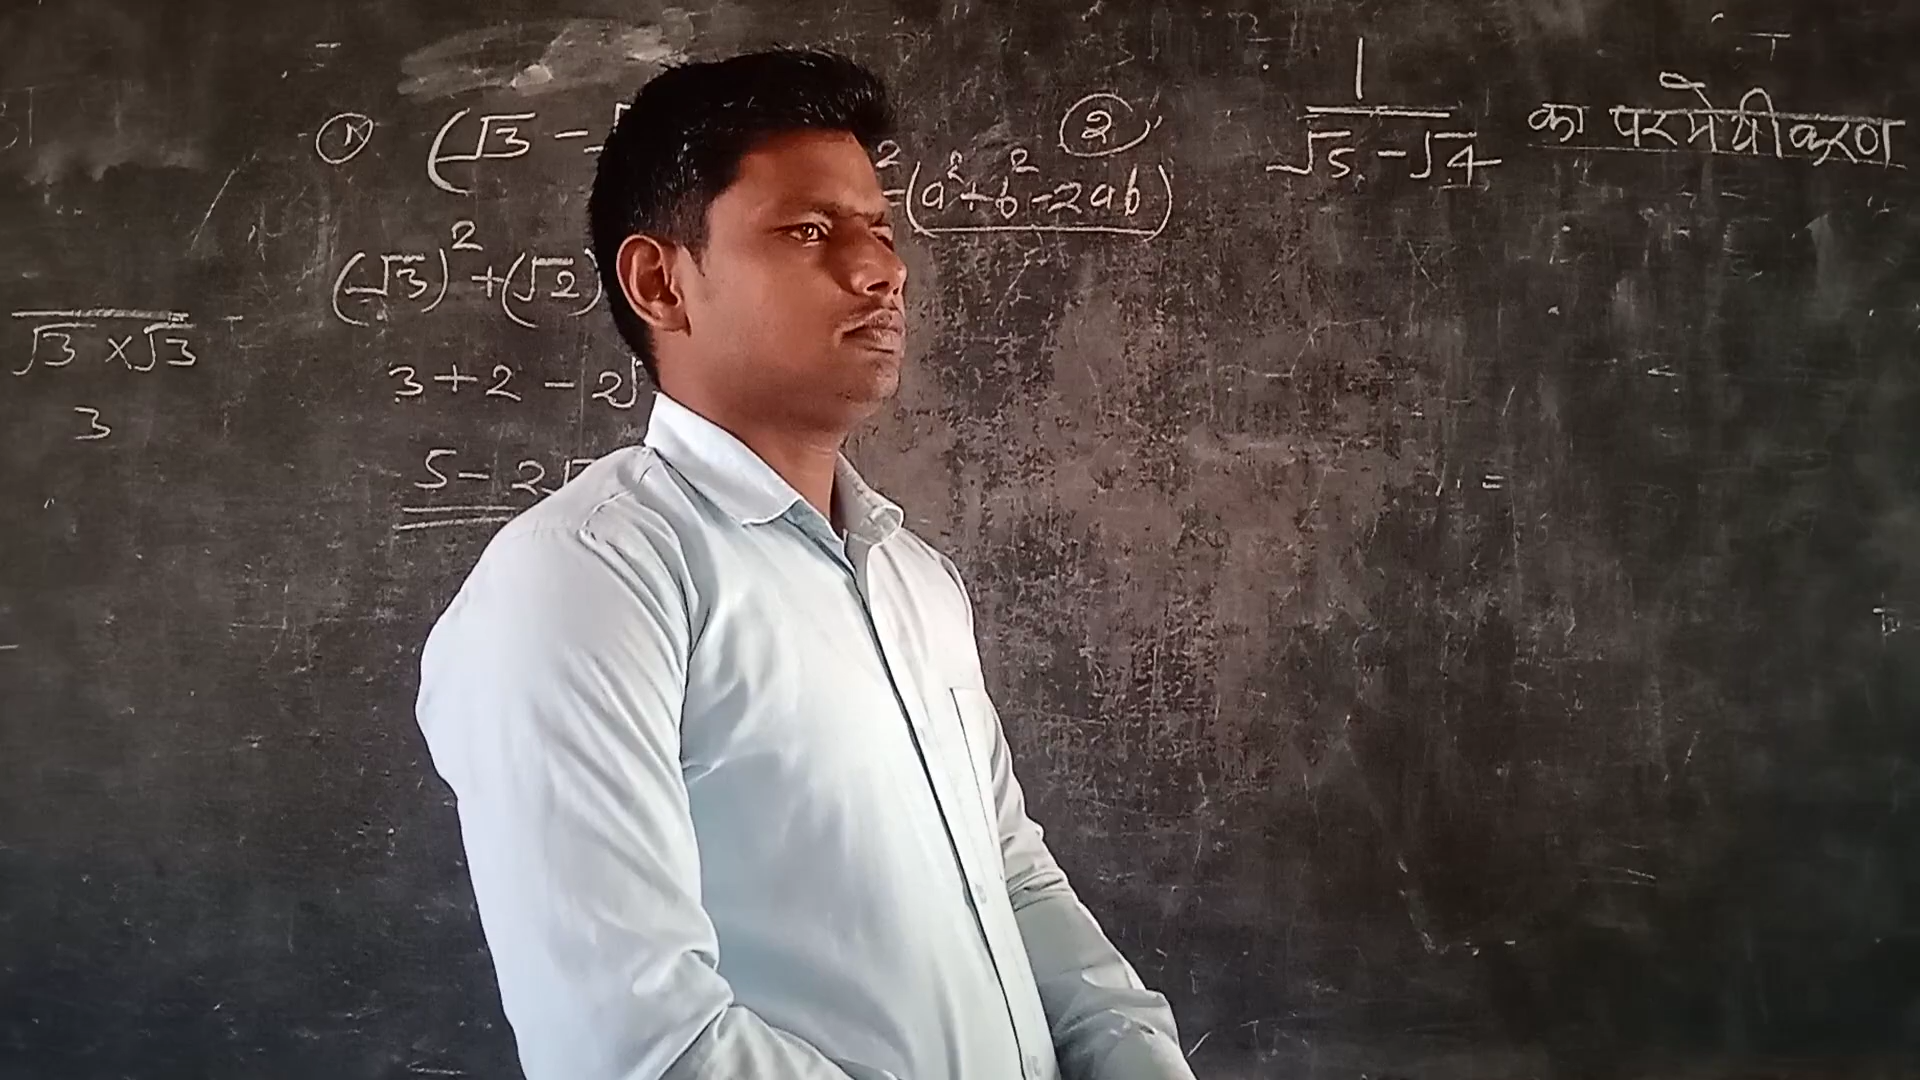 ① (√3 -
2 - (a² + b² - 2ab)
(√3)² + (√2)
3 + 2 - 2√
5 - 2√
√3 × √3
3
②
1
√5 - √4
का परमेयीकरण
=